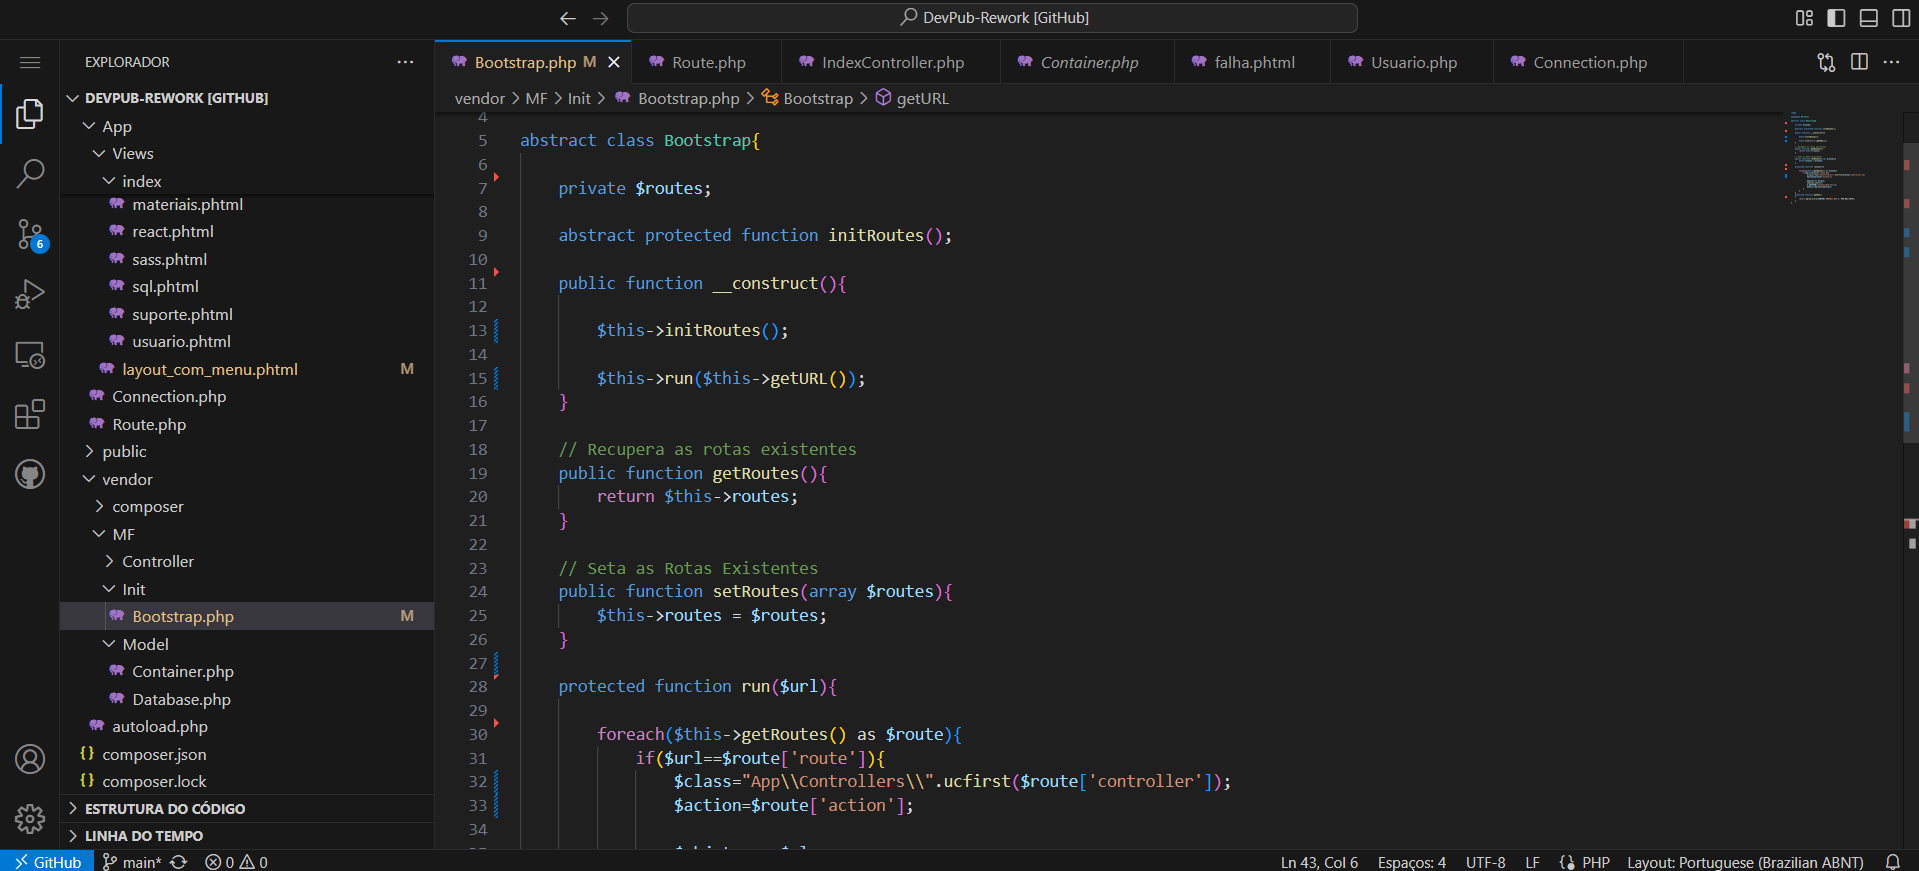 DevPub-Rework [GitHub]
EXPLORADOR
DEVPUB-REWORK [GITHUB]
App
Views
index
materiais.phtml
react.phtml
sass.phtml
sql.phtml
suporte.phtml
usuario.phtml
layout_com_menu.phtml M
Connection.php
Route.php
public
vendor
composer
MF
Controller
Init
Bootstrap.php M
Model
Container.php
Database.php
autoload.php
composer.json
composer.lock
ESTRUTURA DO CÓDIGO
LINHA DO TEMPO
6
Bootstrap.php M
Route.php
IndexController.php
Container.php
falha.phtml
Usuario.php
Connection.php
vendor > MF > Init > Bootstrap.php > Bootstrap > getURL
4
5 abstract class Bootstrap{
6
7 private $routes;
8
9 abstract protected function initRoutes();
10
11 public function __construct(){
12
13 $this->initRoutes();
14
15 $this->run($this->getURL());
16 }
17
18 // Recupera as rotas existentes
19 public function getRoutes(){
20 return $this->routes;
21 }
22
23 // Seta as Rotas Existentes
24 public function setRoutes(array $routes){
25 $this->routes = $routes;
26 }
27
28 protected function run($url){
29
30 foreach($this->getRoutes() as $route){
31 if($url==$route['route']){
32 $class="App\\Controllers\\".ucfirst($route['controller']);
33 $action=$route['action'];
34
GitHub
main*
0 0
Ln 43, Col 6
Espaços: 4
UTF-8
LF
PHP
Layout: Portuguese (Brazilian ABNT)